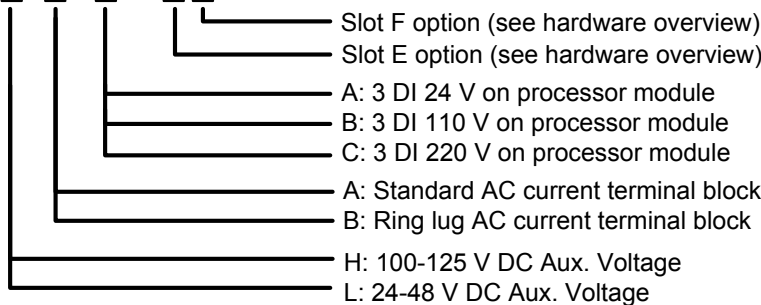 Slot F option (see hardware overview)
Slot E option (see hardware overview)
A: 3 DI 24 V on processor module
B: 3 DI 110 V on processor module
C: 3 DI 220 V on processor module
A: Standard AC current terminal block
B: Ring lug AC current terminal block
H: 100-125 V DC Aux. Voltage
L: 24-48 V DC Aux. Voltage